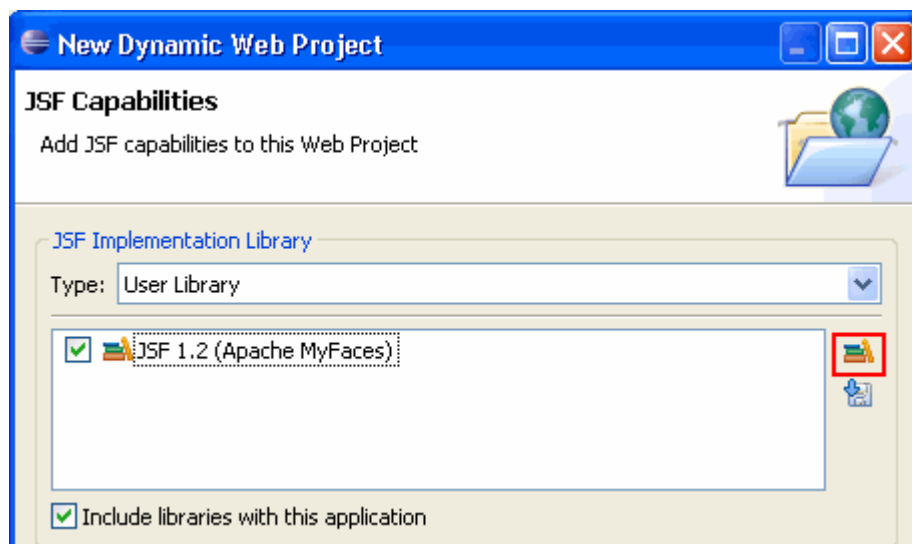 New Dynamic Web Project
JSF Capabilities
Add JSF capabilities to this Web Project
JSF Implementation Library
Type: User Library
JSF 1.2 (Apache MyFaces)
Include libraries with this application